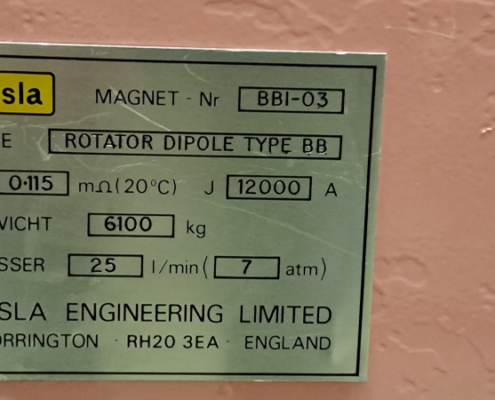 sla MAGNET - Nr BBI-03
E ROTATOR DIPOLE TYPE BB
0·115 mΩ (20°C) J 12000 A
WICHT 6100 kg
SSER 25 l/min ( 7 atm)
SLA ENGINEERING LIMITED
ORRINGTON · RH20 3EA · ENGLAND